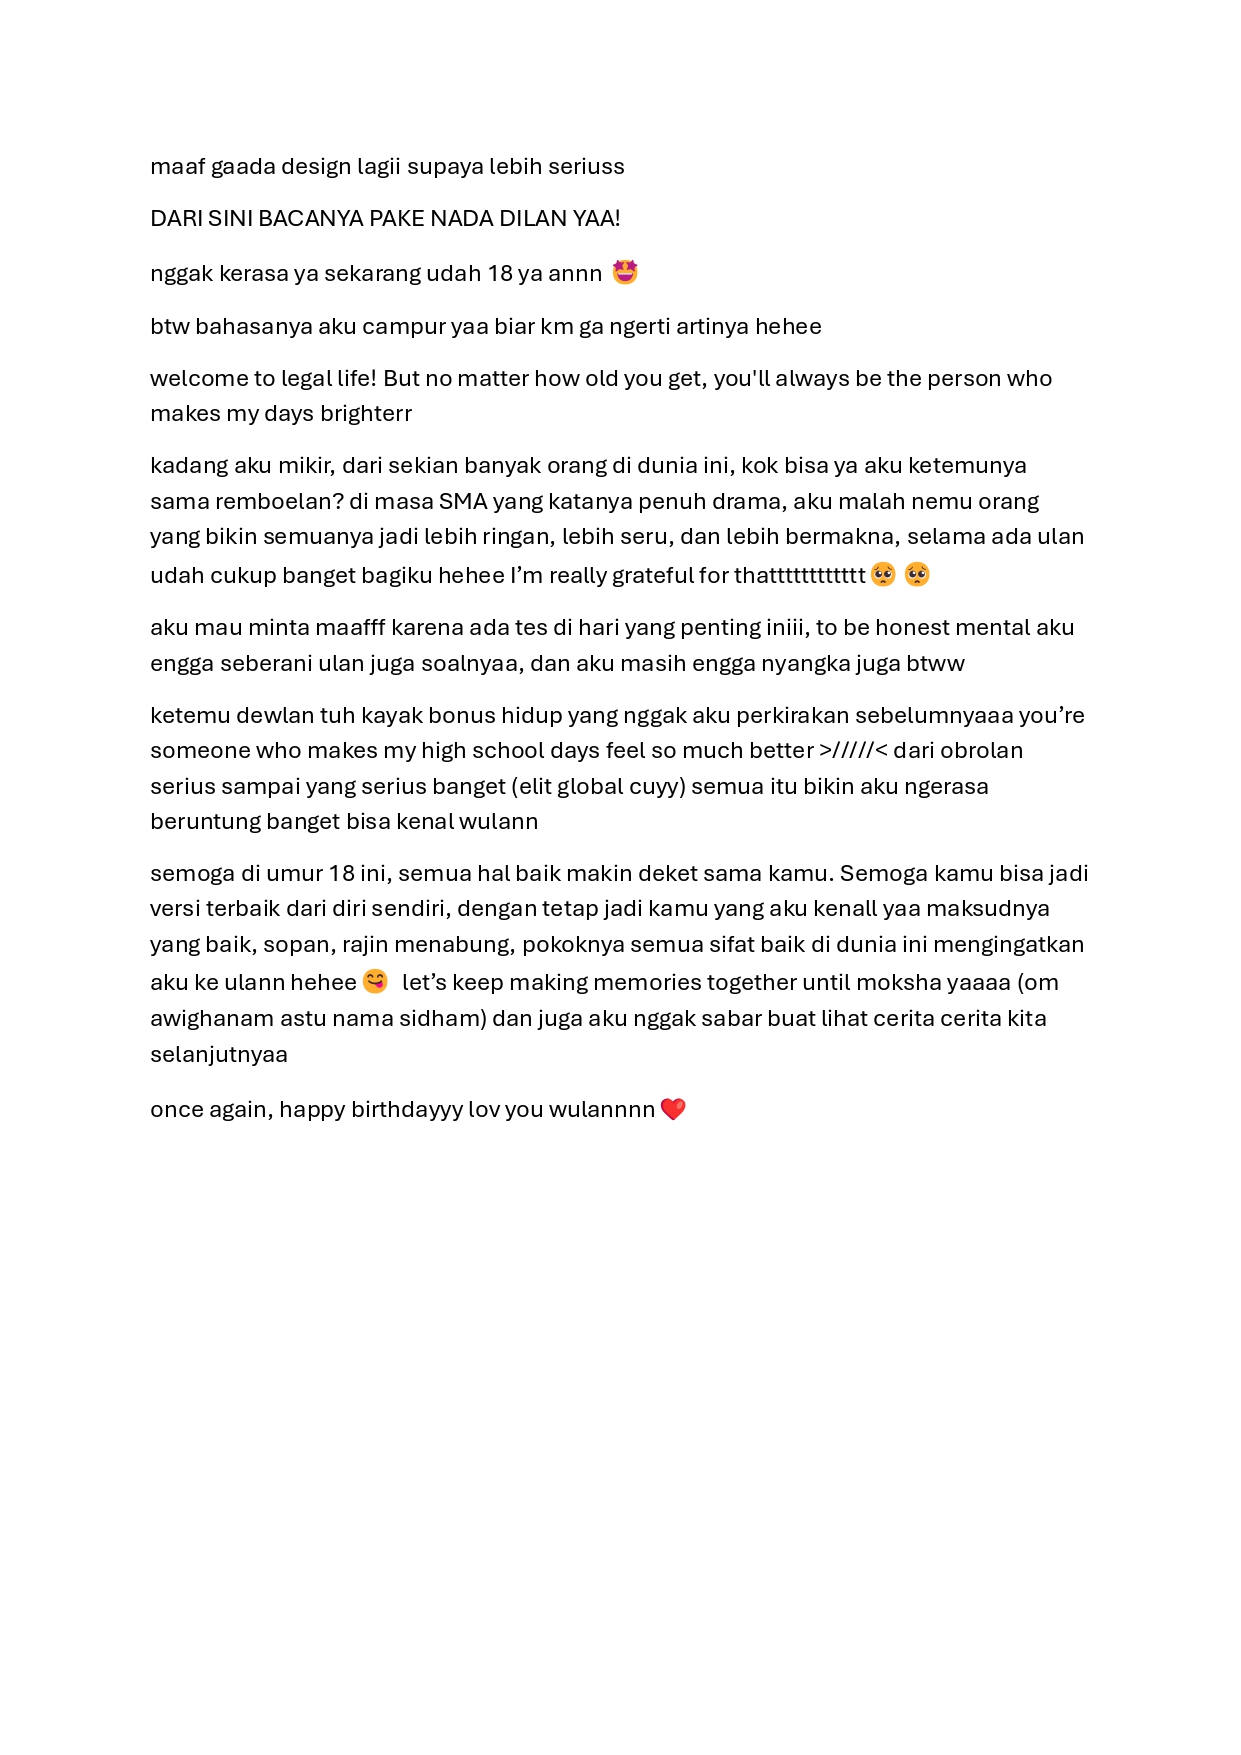 maaf gaada design lagii supaya lebih seriuss
DARI SINI BACANYA PAKE NADA DILAN YAA!
nggak kerasa ya sekarang udah 18 ya annn 🤩
btw bahasanya aku campur yaa biar km ga ngerti artinya hehee
welcome to legal life! But no matter how old you get, you'll always be the person who
makes my days brighterr
kadang aku mikir, dari sekian banyak orang di dunia ini, kok bisa ya aku ketemunya
sama remboelan? di masa SMA yang katanya penuh drama, aku malah nemu orang
yang bikin semuanya jadi lebih ringan, lebih seru, dan lebih bermakna, selama ada ulan
udah cukup banget bagiku hehee I’m really grateful for thatttttttttttt🥺 🥺
aku mau minta maafff karena ada tes di hari yang penting iniii, to be honest mental aku
engga seberani ulan juga soalnyaa, dan aku masih engga nyangka juga btww
ketemu dewlan tuh kayak bonus hidup yang nggak aku perkirakan sebelumnyaaa you’re
someone who makes my high school days feel so much better >/////< dari obrolan
serius sampai yang serius banget (elit global cuyy) semua itu bikin aku ngerasa
beruntung banget bisa kenal wulann
semoga di umur 18 ini, semua hal baik makin deket sama kamu. Semoga kamu bisa jadi
versi terbaik dari diri sendiri, dengan tetap jadi kamu yang aku kenall yaa maksudnya
yang baik, sopan, rajin menabung, pokoknya semua sifat baik di dunia ini mengingatkan
aku ke ulann hehee😋 let’s keep making memories together until moksha yaaaa (om
awighanam astu nama sidham) dan juga aku nggak sabar buat lihat cerita cerita kita
selanjutnyaa
once again, happy birthdayyy lov you wulannnn❤️